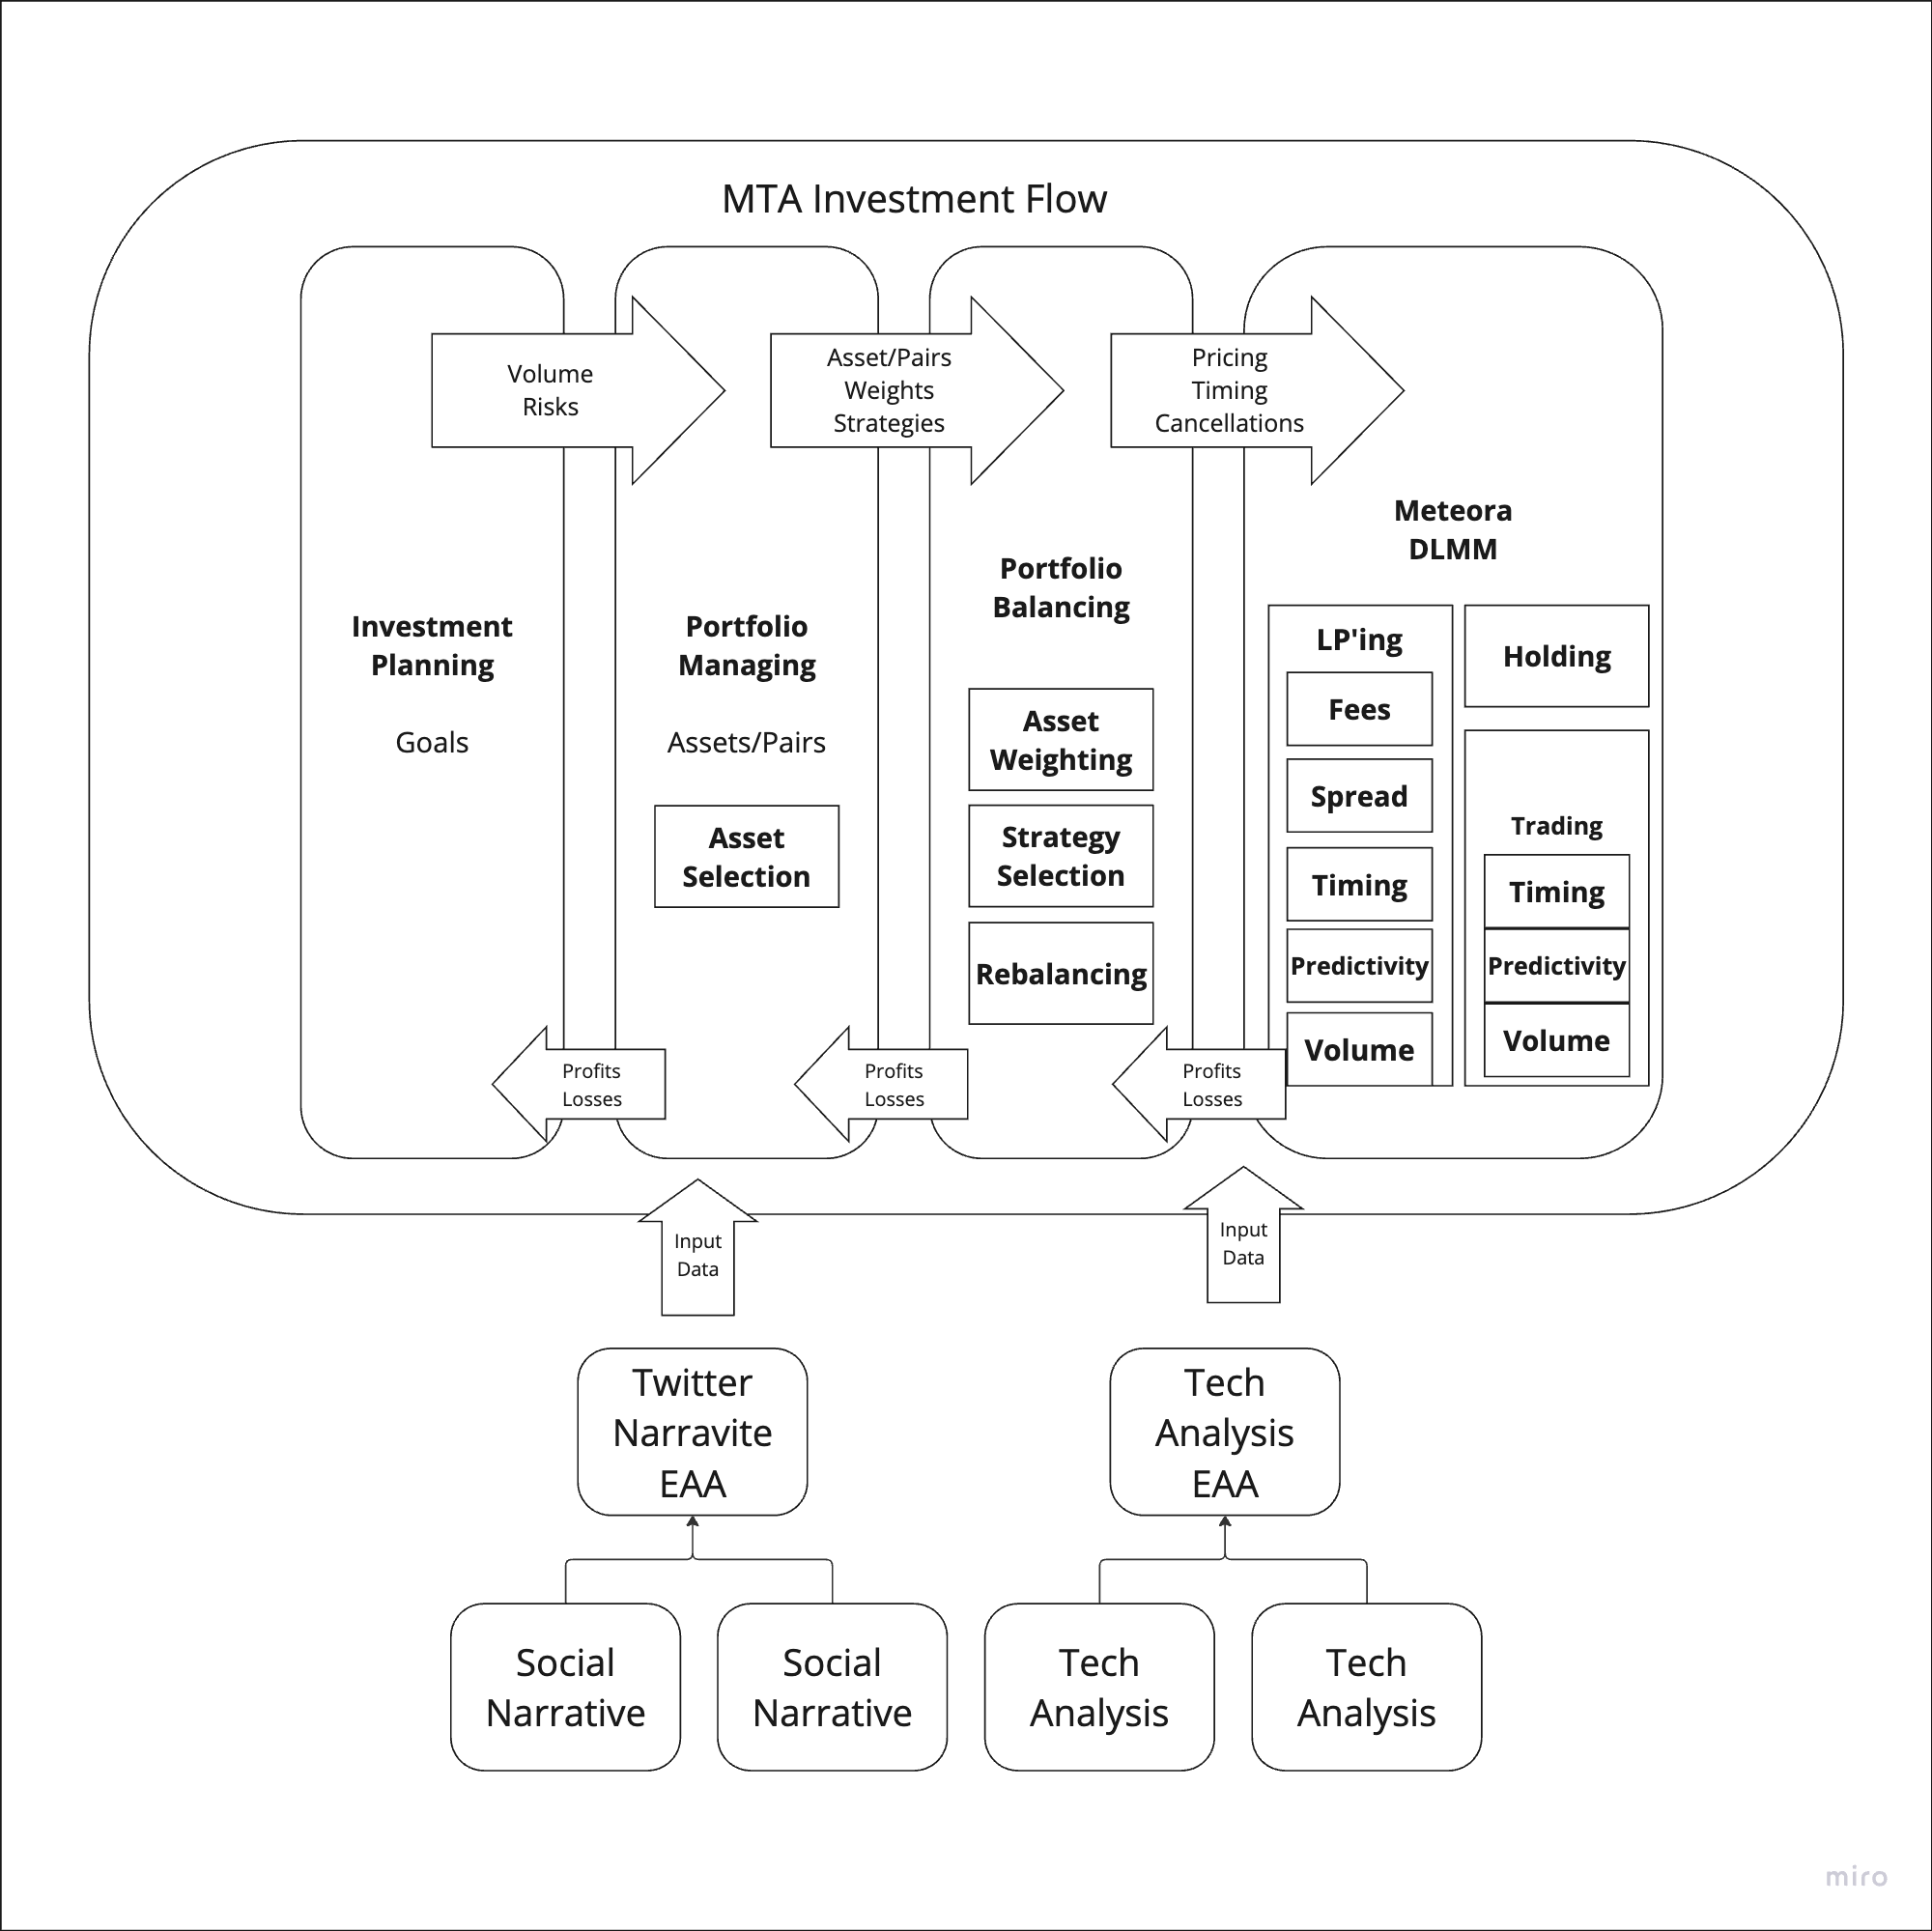 MTA Investment Flow
Volume
Risks
Asset/Pairs
Weights
Strategies
Pricing
Timing
Cancellations
Investment
Planning
Goals
Portfolio
Managing
Assets/Pairs
Asset
Selection
Portfolio
Balancing
Asset
Weighting
Strategy
Selection
Rebalancing
Meteora
DLMM
LP'ing
Fees
Spread
Timing
Predictivity
Volume
Holding
Trading
Timing
Predictivity
Volume
Profits
Losses
Profits
Losses
Profits
Losses
Input
Data
Input
Data
Twitter
Narravite
EAA
Tech
Analysis
EAA
Social
Narrative
Social
Narrative
Tech
Analysis
Tech
Analysis
miro